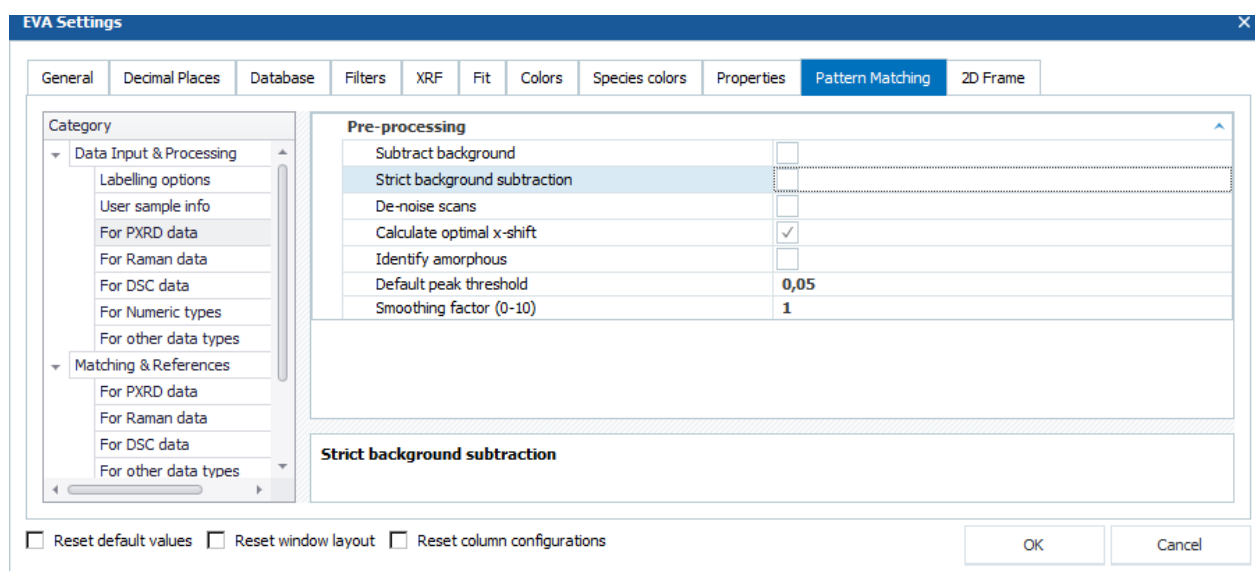 EVA Settings
General Decimal Places Database Filters XRF Fit Colors Species colors Properties Pattern Matching 2D Frame
Category
Data Input & Processing
Labelling options
User sample info
For PXRD data
For Raman data
For DSC data
For Numeric types
For other data types
Matching & References
For PXRD data
For Raman data
For DSC data
For other data types
Pre-processing
Subtract background
Strict background subtraction
De-noise scans
Calculate optimal x-shift
Identify amorphous
Default peak threshold 0,05
Smoothing factor (0-10) 1
Strict background subtraction
Reset default values Reset window layout Reset column configurations
OK Cancel